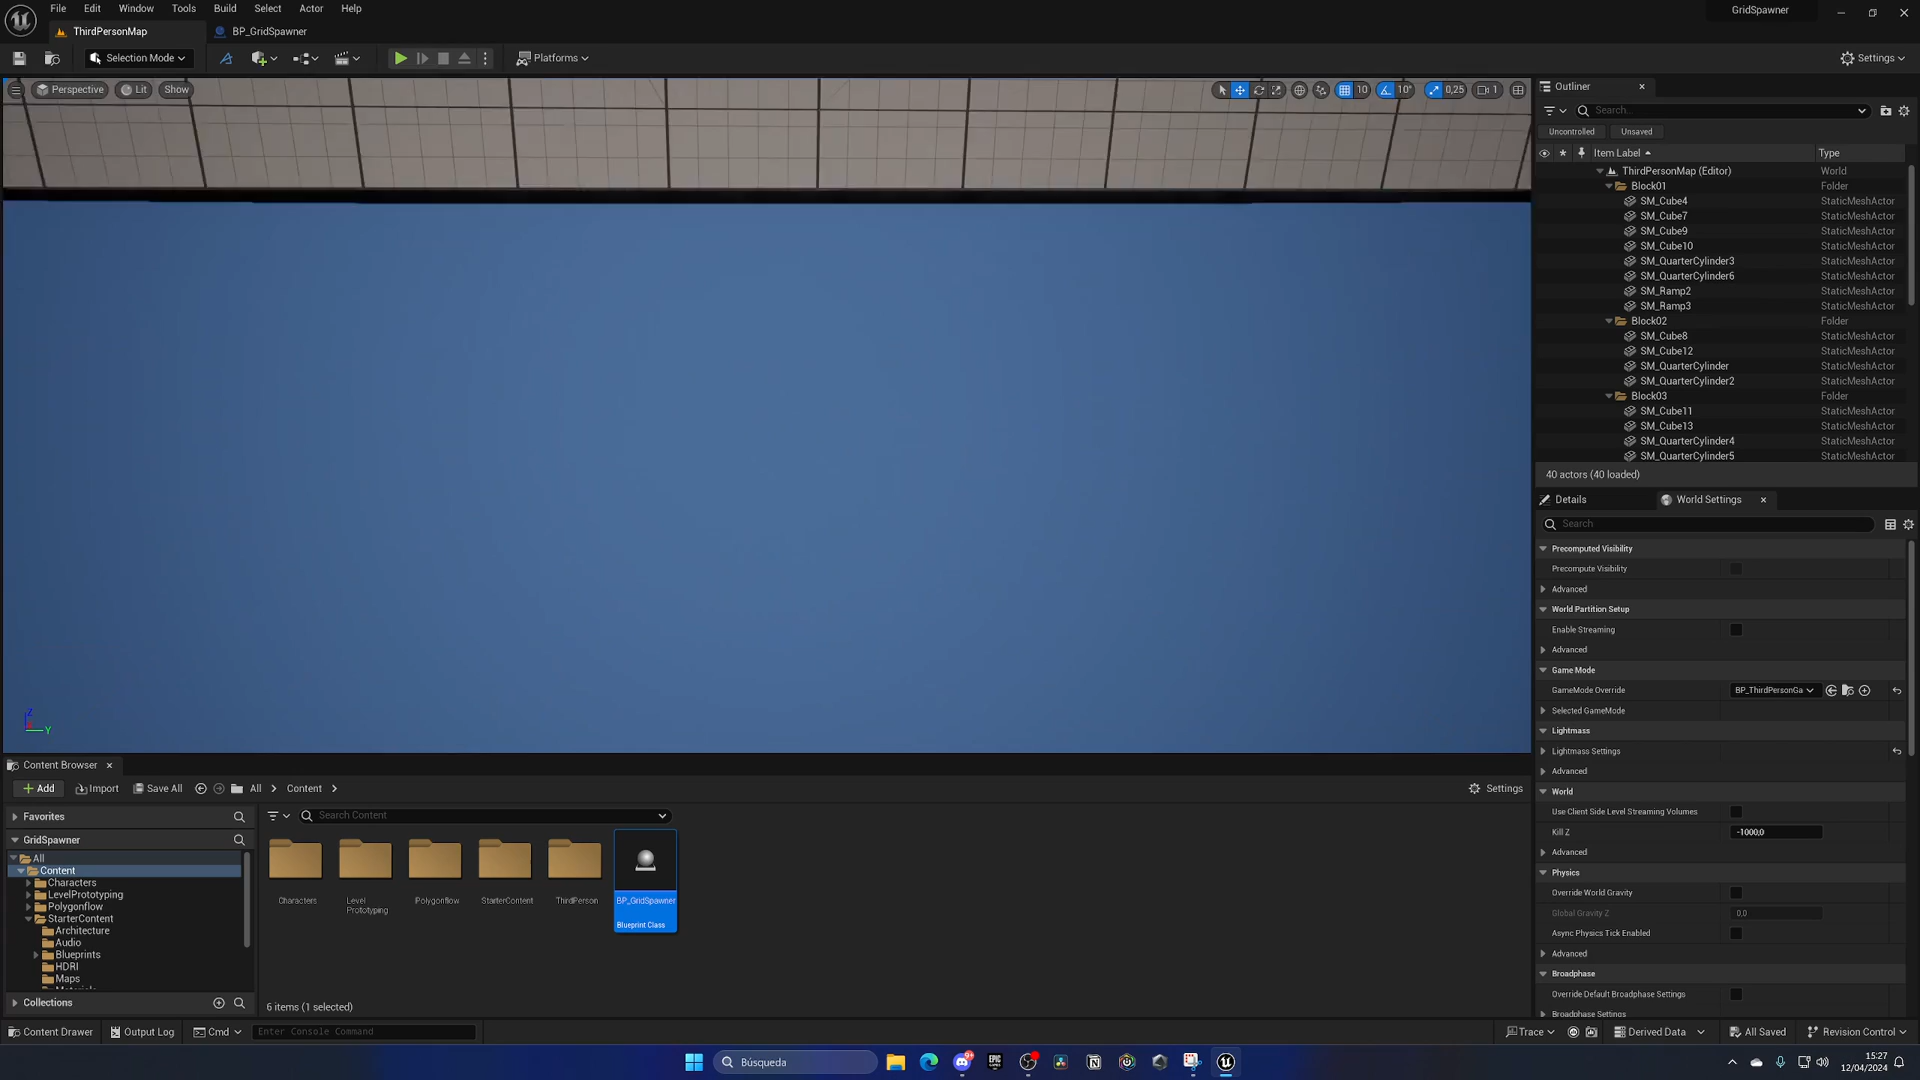 File Edit Window Tools Build Select Actor Help
GridSpawner
ThirdPersonMap
BP_GridSpawner
Selection Mode
Platforms
Settings
Perspective
Lit
Show
10
10°
0,25
1
Z
Y
Outliner
Search...
Uncontrolled
Unsaved
Item Label
Type
ThirdPersonMap (Editor) World
Block01 Folder
SM_Cube4 StaticMeshActor
SM_Cube7 StaticMeshActor
SM_Cube9 StaticMeshActor
SM_Cube10 StaticMeshActor
SM_QuarterCylinder3 StaticMeshActor
SM_QuarterCylinder6 StaticMeshActor
SM_Ramp2 StaticMeshActor
SM_Ramp3 StaticMeshActor
Block02 Folder
SM_Cube8 StaticMeshActor
SM_Cube12 StaticMeshActor
SM_QuarterCylinder StaticMeshActor
SM_QuarterCylinder2 StaticMeshActor
Block03 Folder
SM_Cube11 StaticMeshActor
SM_Cube13 StaticMeshActor
SM_QuarterCylinder4 StaticMeshActor
SM_QuarterCylinder5 StaticMeshActor
40 actors (40 loaded)
Details
World Settings
Search
Precomputed Visibility
Precompute Visibility
Advanced
World Partition Setup
Enable Streaming
Advanced
Game Mode
GameMode Override BP_ThirdPersonGa
Selected GameMode
Lightmass
Lightmass Settings
Advanced
World
Use Client Side Level Streaming Volumes
Kill Z -1000,0
Advanced
Physics
Override World Gravity
Global Gravity Z 0,0
Async Physics Tick Enabled
Advanced
Broadphase
Override Default Broadphase Settings
Broadphase Settings
Content Browser
Add
Import
Save All
All
Content
Settings
Favorites
Search Content
GridSpawner
All
Content
Characters
LevelPrototyping
Polygonflow
StarterContent
Architecture
Audio
Blueprints
HDRI
Maps
Collections
Characters
Level
Prototyping
Polygonflow
StarterContent
ThirdPerson
BP_GridSpawner
Blueprint Class
6 items (1 selected)
Content Drawer
Output Log
Cmd
Enter Console Command
Trace
Derived Data
All Saved
Revision Control
Búsqueda
15:27
12/04/2024